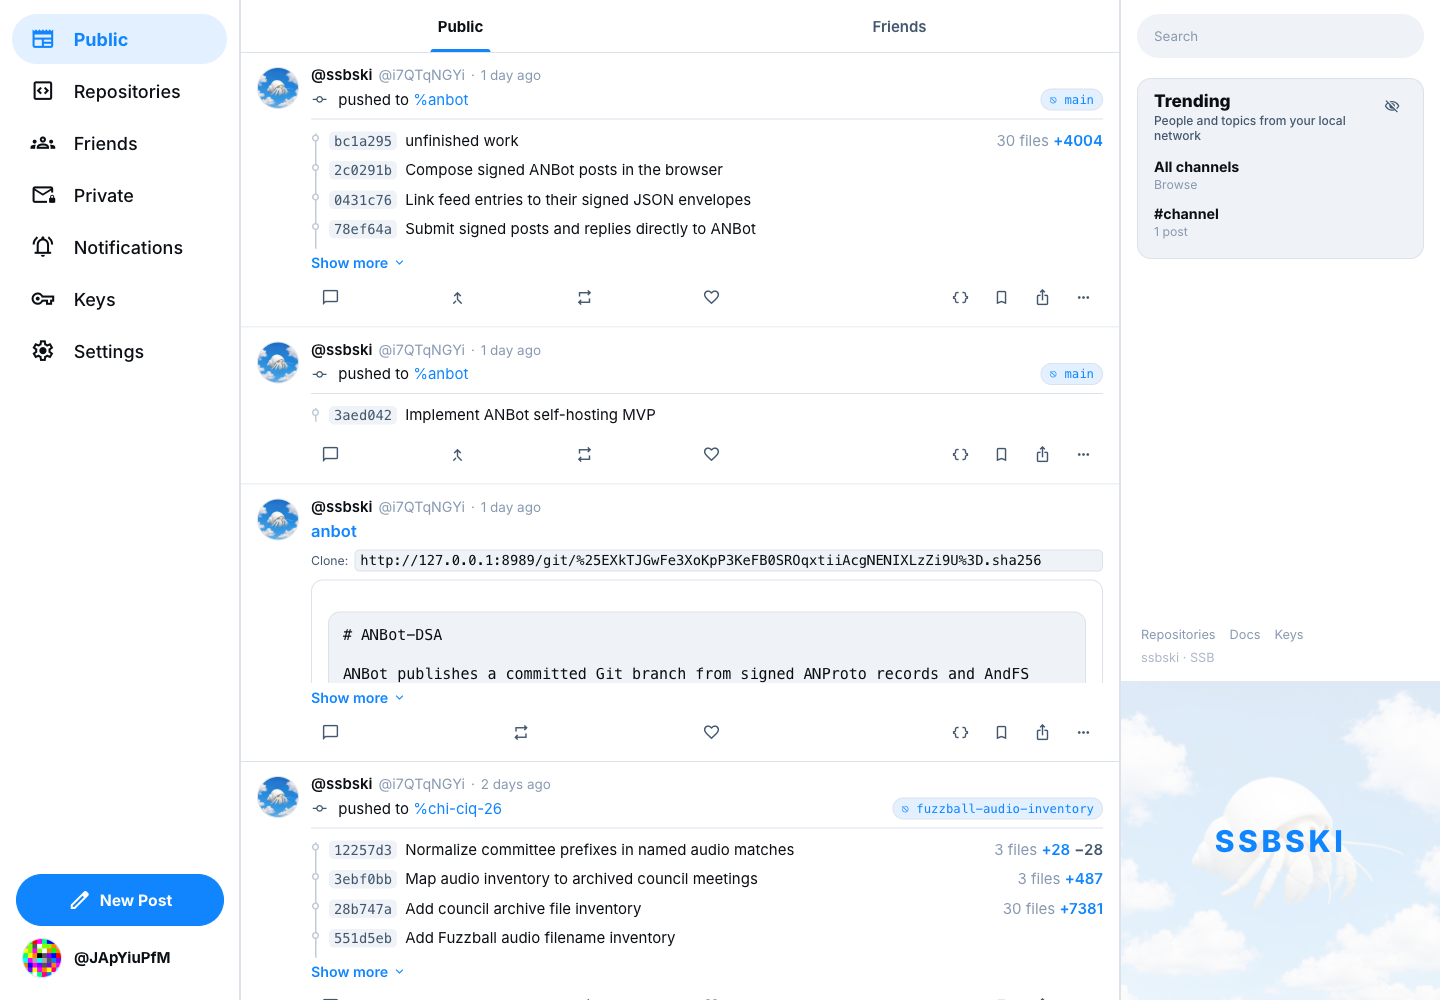 Public
Repositories
Friends
Private
Notifications
Keys
Settings
New Post
@JApYiuPfM
Public
Friends
@ssbski @i7QTqNGYi · 1 day ago
pushed to %anbot
main
bc1a295 unfinished work 30 files +4004
2c0291b Compose signed ANBot posts in the browser
0431c76 Link feed entries to their signed JSON envelopes
78ef64a Submit signed posts and replies directly to ANBot
Show more
@ssbski @i7QTqNGYi · 1 day ago
pushed to %anbot
main
3aed042 Implement ANBot self-hosting MVP
@ssbski @i7QTqNGYi · 1 day ago
anbot
Clone: http://127.0.0.1:8989/git/%25EXkTJGwFe3XoKpP3KeFB0SROqxtiiAcgNENIXLzZi9U%3D.sha256
# ANBot-DSA
ANBot publishes a committed Git branch from signed ANProto records and AndFS
Show more
@ssbski @i7QTqNGYi · 2 days ago
pushed to %chi-ciq-26
fuzzball-audio-inventory
12257d3 Normalize committee prefixes in named audio matches 3 files +28 −28
3ebf0bb Map audio inventory to archived council meetings 3 files +487
28b747a Add council archive file inventory 30 files +7381
551d5eb Add Fuzzball audio filename inventory
Show more
Search
Trending
People and topics from your local
network
All channels
Browse
#channel
1 post
Repositories Docs Keys
ssbski · SSB
SSBSKI